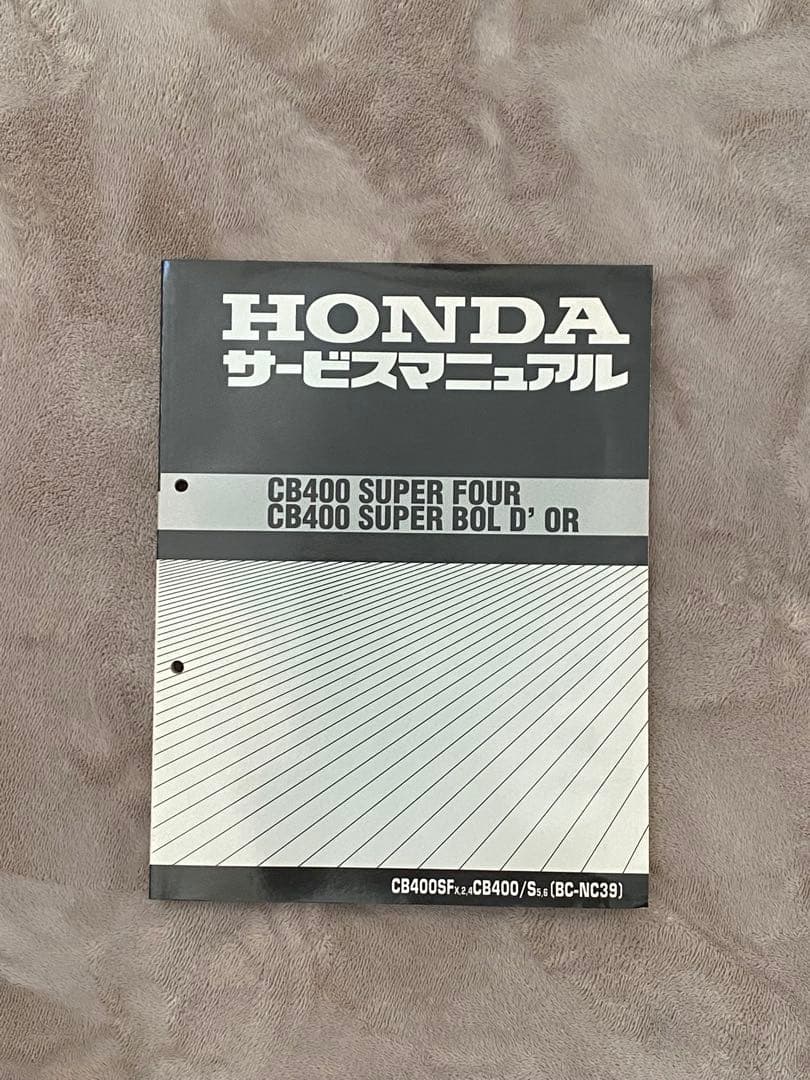 HONDA
サービスマニュアル
CB400 SUPER FOUR
CB400 SUPER BOL D' OR
CB400SFX,2,4CB400/S5,6(BC-NC39)